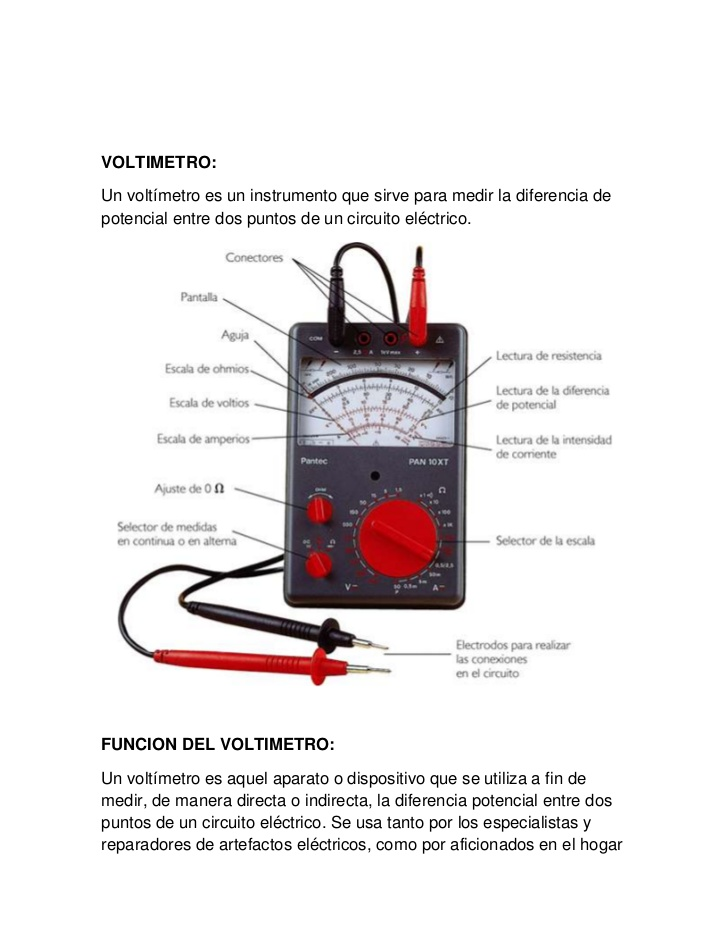 VOLTIMETRO:
Un voltímetro es un instrumento que sirve para medir la diferencia de
potencial entre dos puntos de un circuito eléctrico.
Conectores
Pantalla
Aguja
Escala de ohmios
Escala de voltios
Escala de amperios
Ajuste de 0 Ω
Selector de medidas
en continua o en alterna
COM
2,5 A 1kV max
Pantec
PAN 10XT
Lectura de resistencia
Lectura de la diferencia
de potencial
Lectura de la intensidad
de corriente
Selector de la escala
Electrodos para realizar
las conexiones
en el circuito
FUNCION DEL VOLTIMETRO:
Un voltímetro es aquel aparato o dispositivo que se utiliza a fin de
medir, de manera directa o indirecta, la diferencia potencial entre dos
puntos de un circuito eléctrico. Se usa tanto por los especialistas y
reparadores de artefactos eléctricos, como por aficionados en el hogar